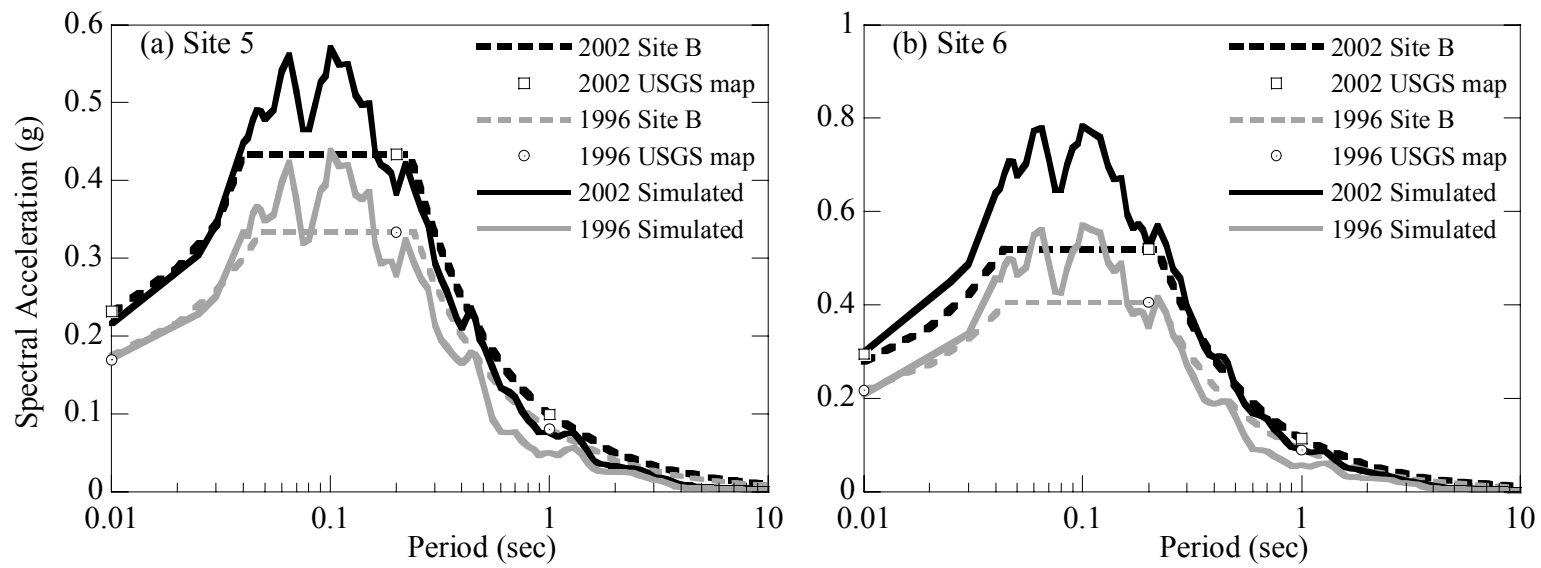 (a) Site 5
2002 Site B
2002 USGS map
1996 Site B
1996 USGS map
2002 Simulated
1996 Simulated
0.6
0.5
0.4
0.3
0.2
0.1
0
Spectral Acceleration (g)
0.01
0.1
1
10
Period (sec)
(b) Site 6
2002 Site B
2002 USGS map
1996 Site B
1996 USGS map
2002 Simulated
1996 Simulated
1
0.8
0.6
0.4
0.2
0
0.01
0.1
1
10
Period (sec)